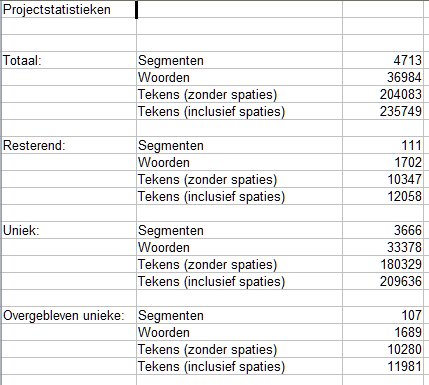 Projectstatistieken
Totaal: Segmenten 4713
Woorden 36984
Tekens (zonder spaties) 204083
Tekens (inclusief spaties) 235749
Resterend: Segmenten 111
Woorden 1702
Tekens (zonder spaties) 10347
Tekens (inclusief spaties) 12058
Uniek: Segmenten 3666
Woorden 33378
Tekens (zonder spaties) 180329
Tekens (inclusief spaties) 209636
Overgebleven unieke: Segmenten 107
Woorden 1689
Tekens (zonder spaties) 10280
Tekens (inclusief spaties) 11981